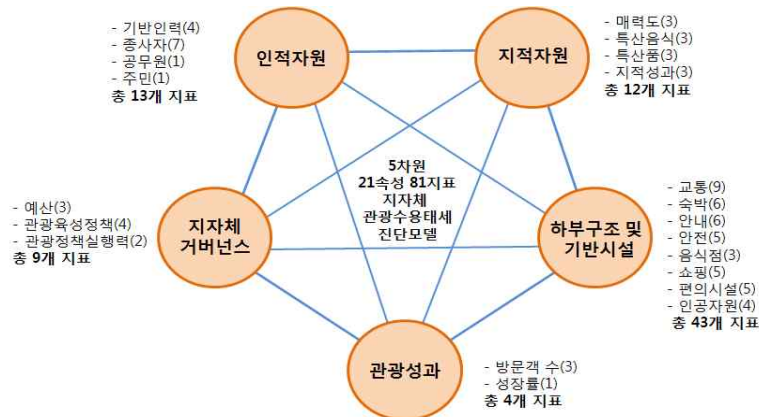 - 기반인력(4)
- 종사자(7)
- 공무원(1)
- 주민(1)
총 13개 지표
인적자원
지적자원
- 매력도(3)
- 특산음식(3)
- 특산품(3)
- 지적성과(3)
총 12개 지표
5차원
21속성 81지표
지자체
관광수용태세
진단모델
- 예산(3)
- 관광육성정책(4)
- 관광정책실행력(2)
총 9개 지표
지자체
거버넌스
하부구조 및
기반시설
- 교통(9)
- 숙박(6)
- 안내(6)
- 안전(5)
- 음식점(3)
- 쇼핑(5)
- 편의시설(5)
- 인공자원(4)
총 43개 지표
관광성과
- 방문객 수(3)
- 성장률(1)
총 4개 지표